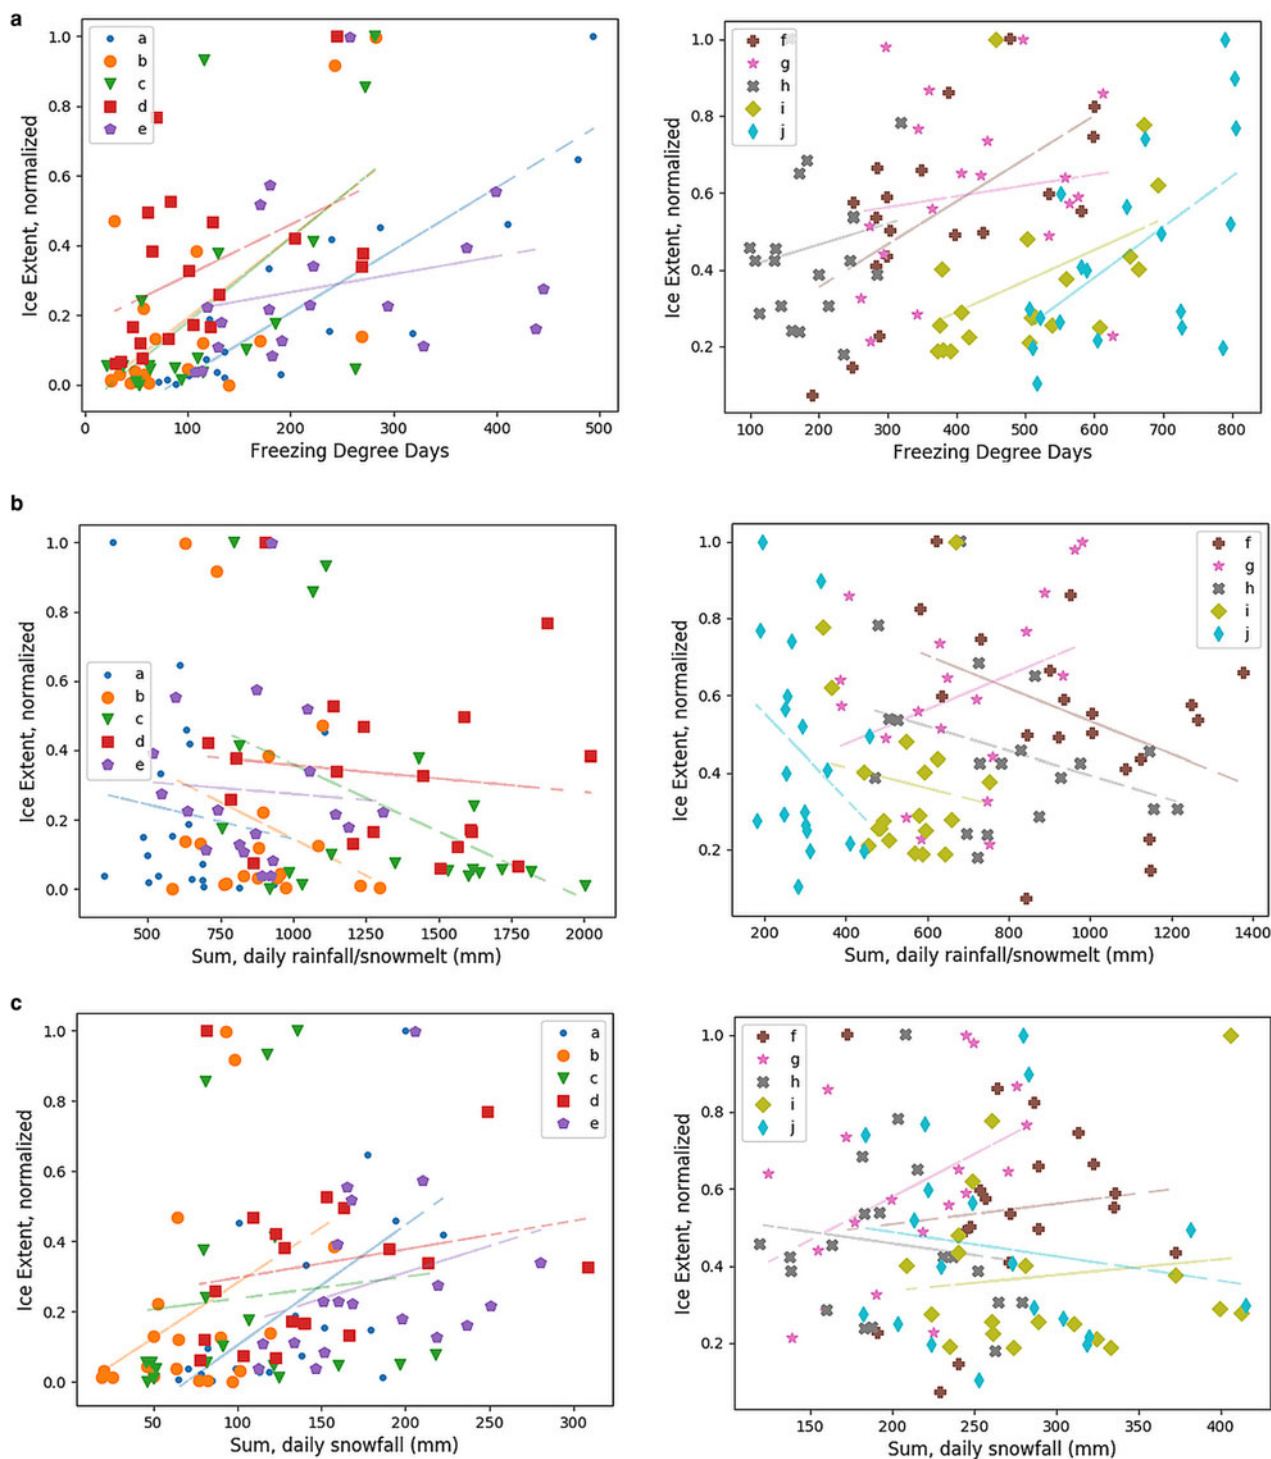 a
Ice Extent, normalized
1.0
0.8
0.6
0.4
0.2
0.0
a
b
c
d
e
0 100 200 300 400 500
Freezing Degree Days
Ice Extent, normalized
1.0
0.8
0.6
0.4
0.2
f
g
h
i
j
100 200 300 400 500 600 700 800
Freezing Degree Days
b
Ice Extent, normalized
1.0
0.8
0.6
0.4
0.2
0.0
a
b
c
d
e
500 750 1000 1250 1500 1750 2000
Sum, daily rainfall/snowmelt (mm)
Ice Extent, normalized
1.0
0.8
0.6
0.4
0.2
f
g
h
i
j
200 400 600 800 1000 1200 1400
Sum, daily rainfall/snowmelt (mm)
c
Ice Extent, normalized
1.0
0.8
0.6
0.4
0.2
0.0
a
b
c
d
e
50 100 150 200 250 300
Sum, daily snowfall (mm)
Ice Extent, normalized
1.0
0.8
0.6
0.4
0.2
f
g
h
i
j
150 200 250 300 350 400
Sum, daily snowfall (mm)